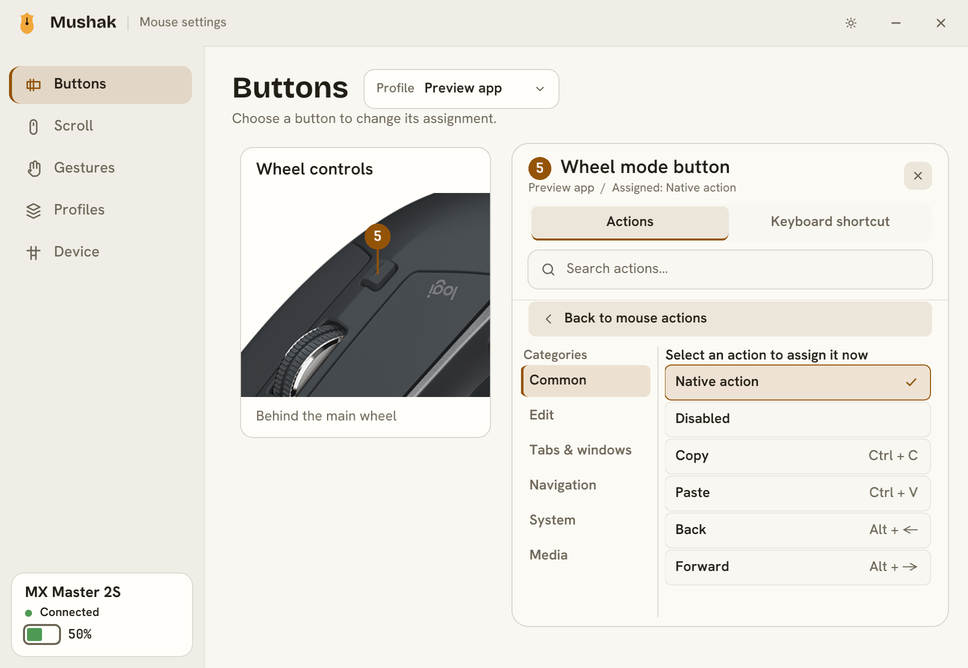 Mushak | Mouse settings
Buttons
Scroll
Gestures
Profiles
Device
MX Master 2S
Connected
50%
Buttons
Profile Preview app
Choose a button to change its assignment.
Wheel controls
5
logi
Behind the main wheel
5 Wheel mode button
Preview app / Assigned: Native action
Actions
Keyboard shortcut
Search actions...
Back to mouse actions
Categories
Common
Edit
Tabs & windows
Navigation
System
Media
Select an action to assign it now
Native action
Disabled
Copy Ctrl + C
Paste Ctrl + V
Back Alt + ←
Forward Alt + →